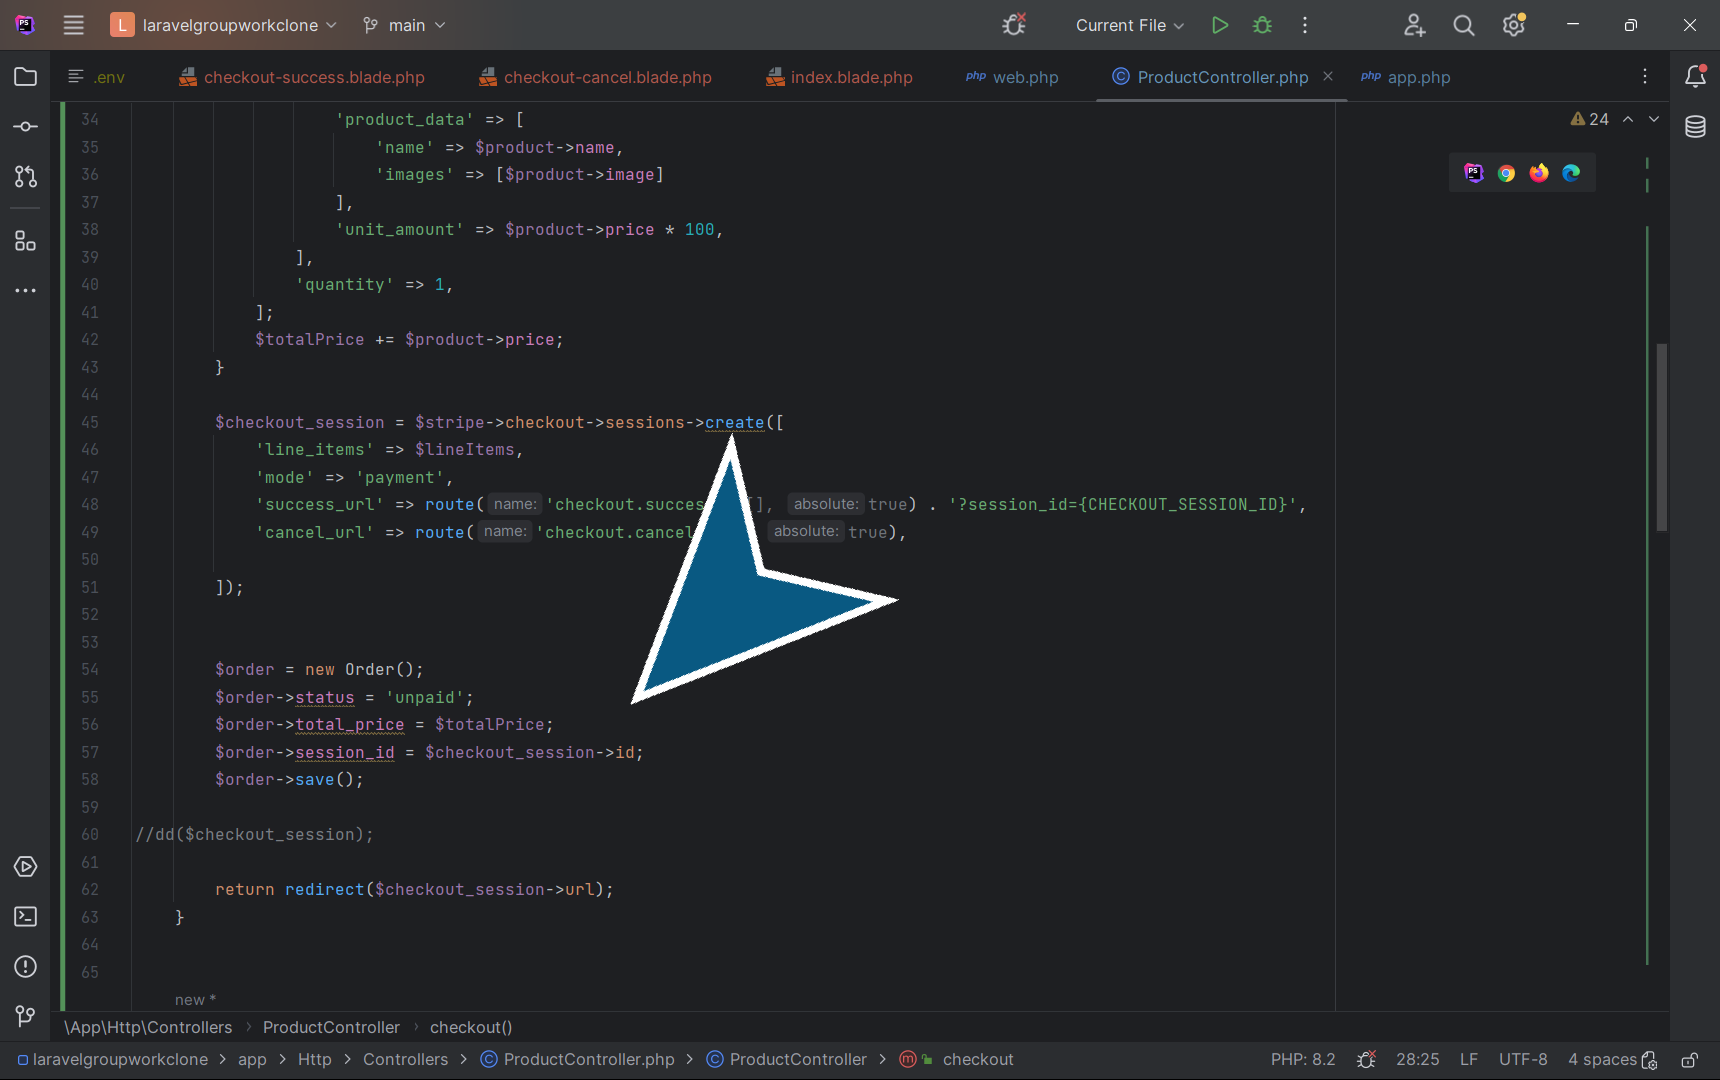 L laravelgroupworkclone main Current File
.env checkout-success.blade.php checkout-cancel.blade.php index.blade.php php web.php ProductController.php php app.php
24
34 'product_data' => [
35 'name' => $product->name,
36 'images' => [$product->image]
37 ],
38 'unit_amount' => $product->price * 100,
39 ],
40 'quantity' => 1,
41 ];
42 $totalPrice += $product->price;
43 }
44
45 $checkout_session = $stripe->checkout->sessions->create([
46 'line_items' => $lineItems,
47 'mode' => 'payment',
48 'success_url' => route( name: 'checkout.succes ], absolute: true) . '?session_id={CHECKOUT_SESSION_ID}',
49 'cancel_url' => route( name: 'checkout.cancel absolute: true),
50
51 ]);
52
53
54 $order = new Order();
55 $order->status = 'unpaid';
56 $order->total_price = $totalPrice;
57 $order->session_id = $checkout_session->id;
58 $order->save();
59
60 //dd($checkout_session);
61
62 return redirect($checkout_session->url);
63 }
64
65
new *
\App\Http\Controllers › ProductController › checkout()
laravelgroupworkclone > app > Http > Controllers > ProductController.php > ProductController > checkout PHP: 8.2 28:25 LF UTF-8 4 spaces